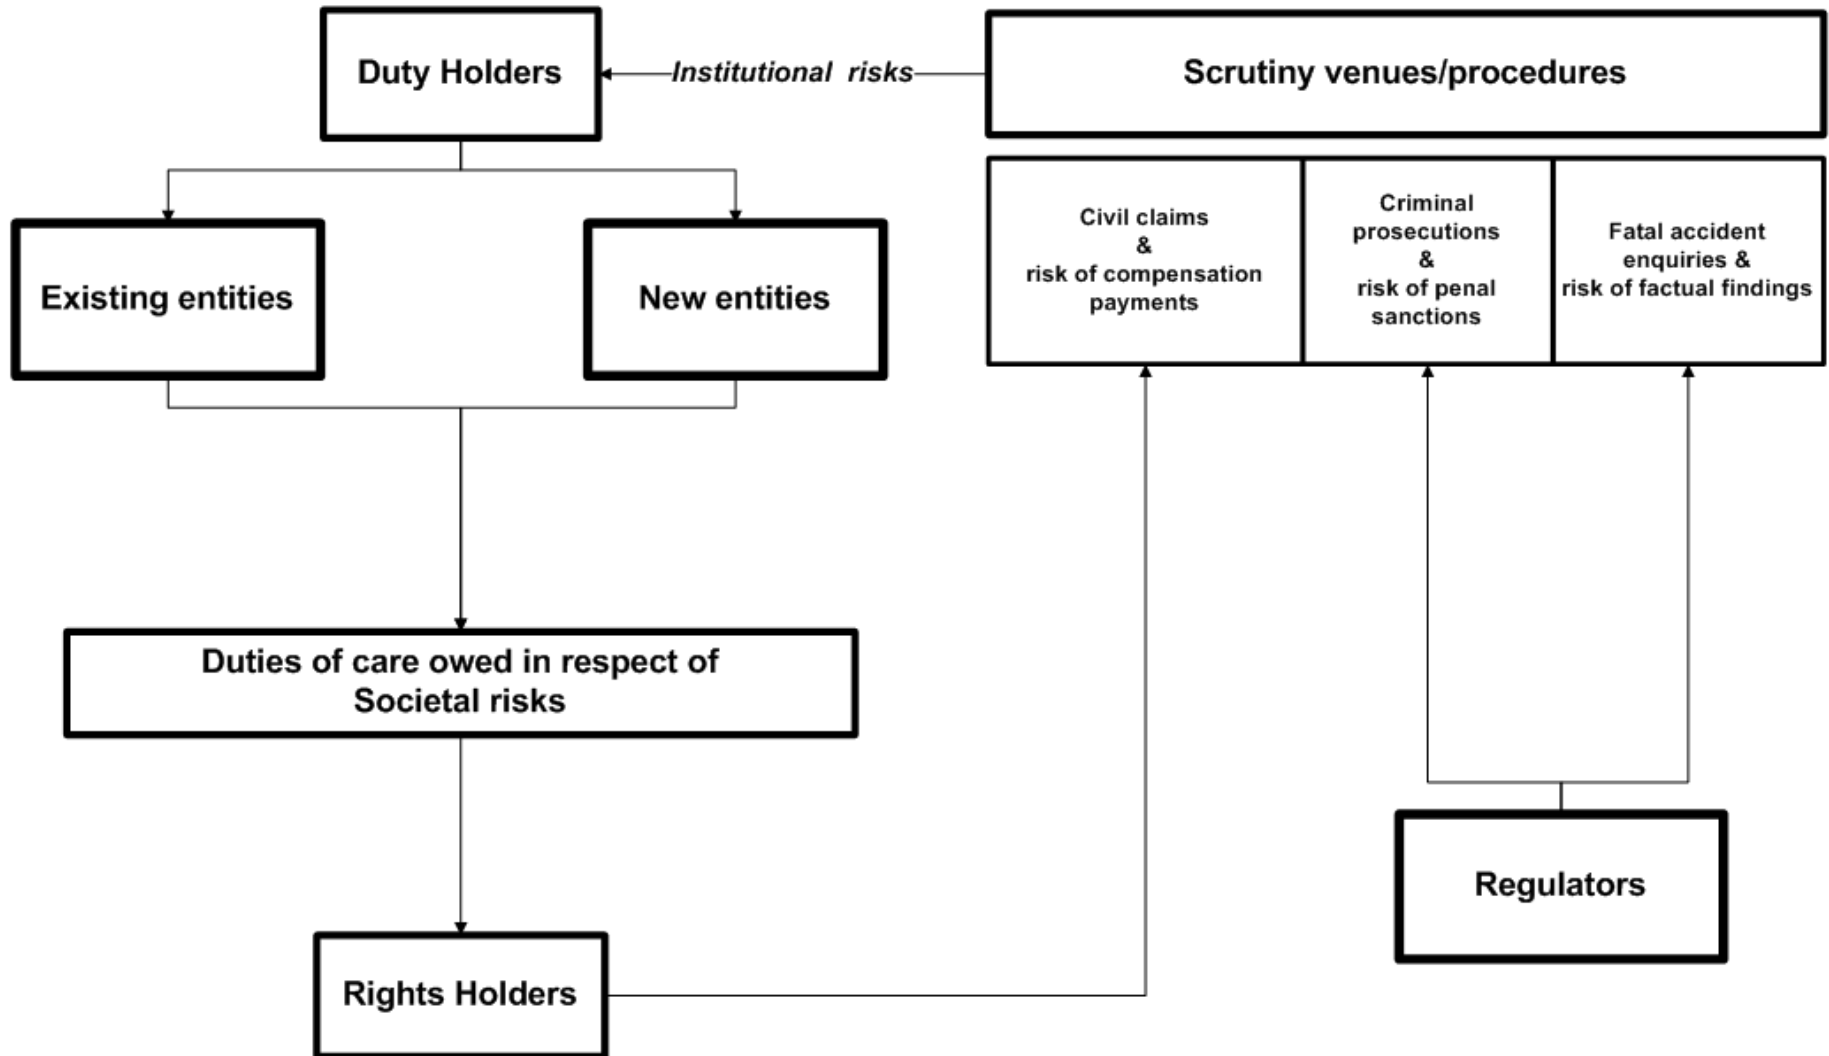 Duty Holders
Institutional risks
Scrutiny venues/procedures
Existing entities
New entities
Civil claims
&
risk of compensation
payments
Criminal
prosecutions
&
risk of penal
sanctions
Fatal accident
enquiries &
risk of factual findings
Duties of care owed in respect of
Societal risks
Regulators
Rights Holders